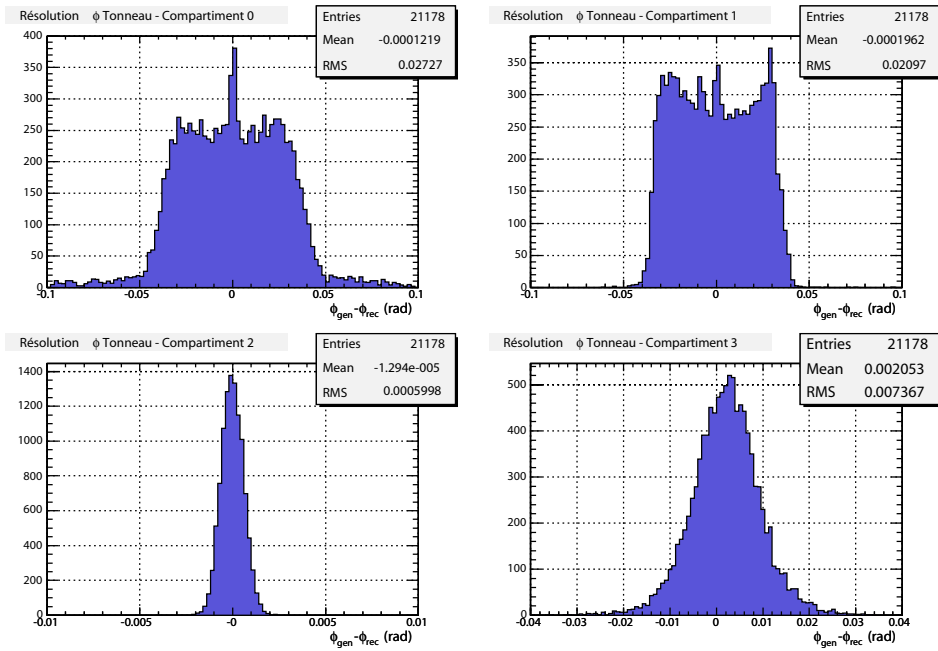 Résolution ϕ Tonneau - Compartiment 0
Entries 21178
Mean -0.0001219
RMS 0.02727
400
350
300
250
200
150
100
50
0
-0.1 -0.05 0 0.05 0.1
ϕgen-ϕrec (rad)
Résolution ϕ Tonneau - Compartiment 1
Entries 21178
Mean -0.0001962
RMS 0.02097
350
300
250
200
150
100
50
0
-0.1 -0.05 0 0.05 0.1
ϕgen-ϕrec (rad)
Résolution ϕ Tonneau - Compartiment 2
Entries 21178
Mean -1.294e-005
RMS 0.0005998
1400
1200
1000
800
600
400
200
0
-0.01 -0.005 -0 0.005 0.01
ϕgen-ϕrec (rad)
Résolution ϕ Tonneau - Compartiment 3
Entries 21178
Mean 0.002053
RMS 0.007367
500
400
300
200
100
0
-0.04 -0.03 -0.02 -0.01 0 0.01 0.02 0.03 0.04
ϕgen-ϕrec (rad)